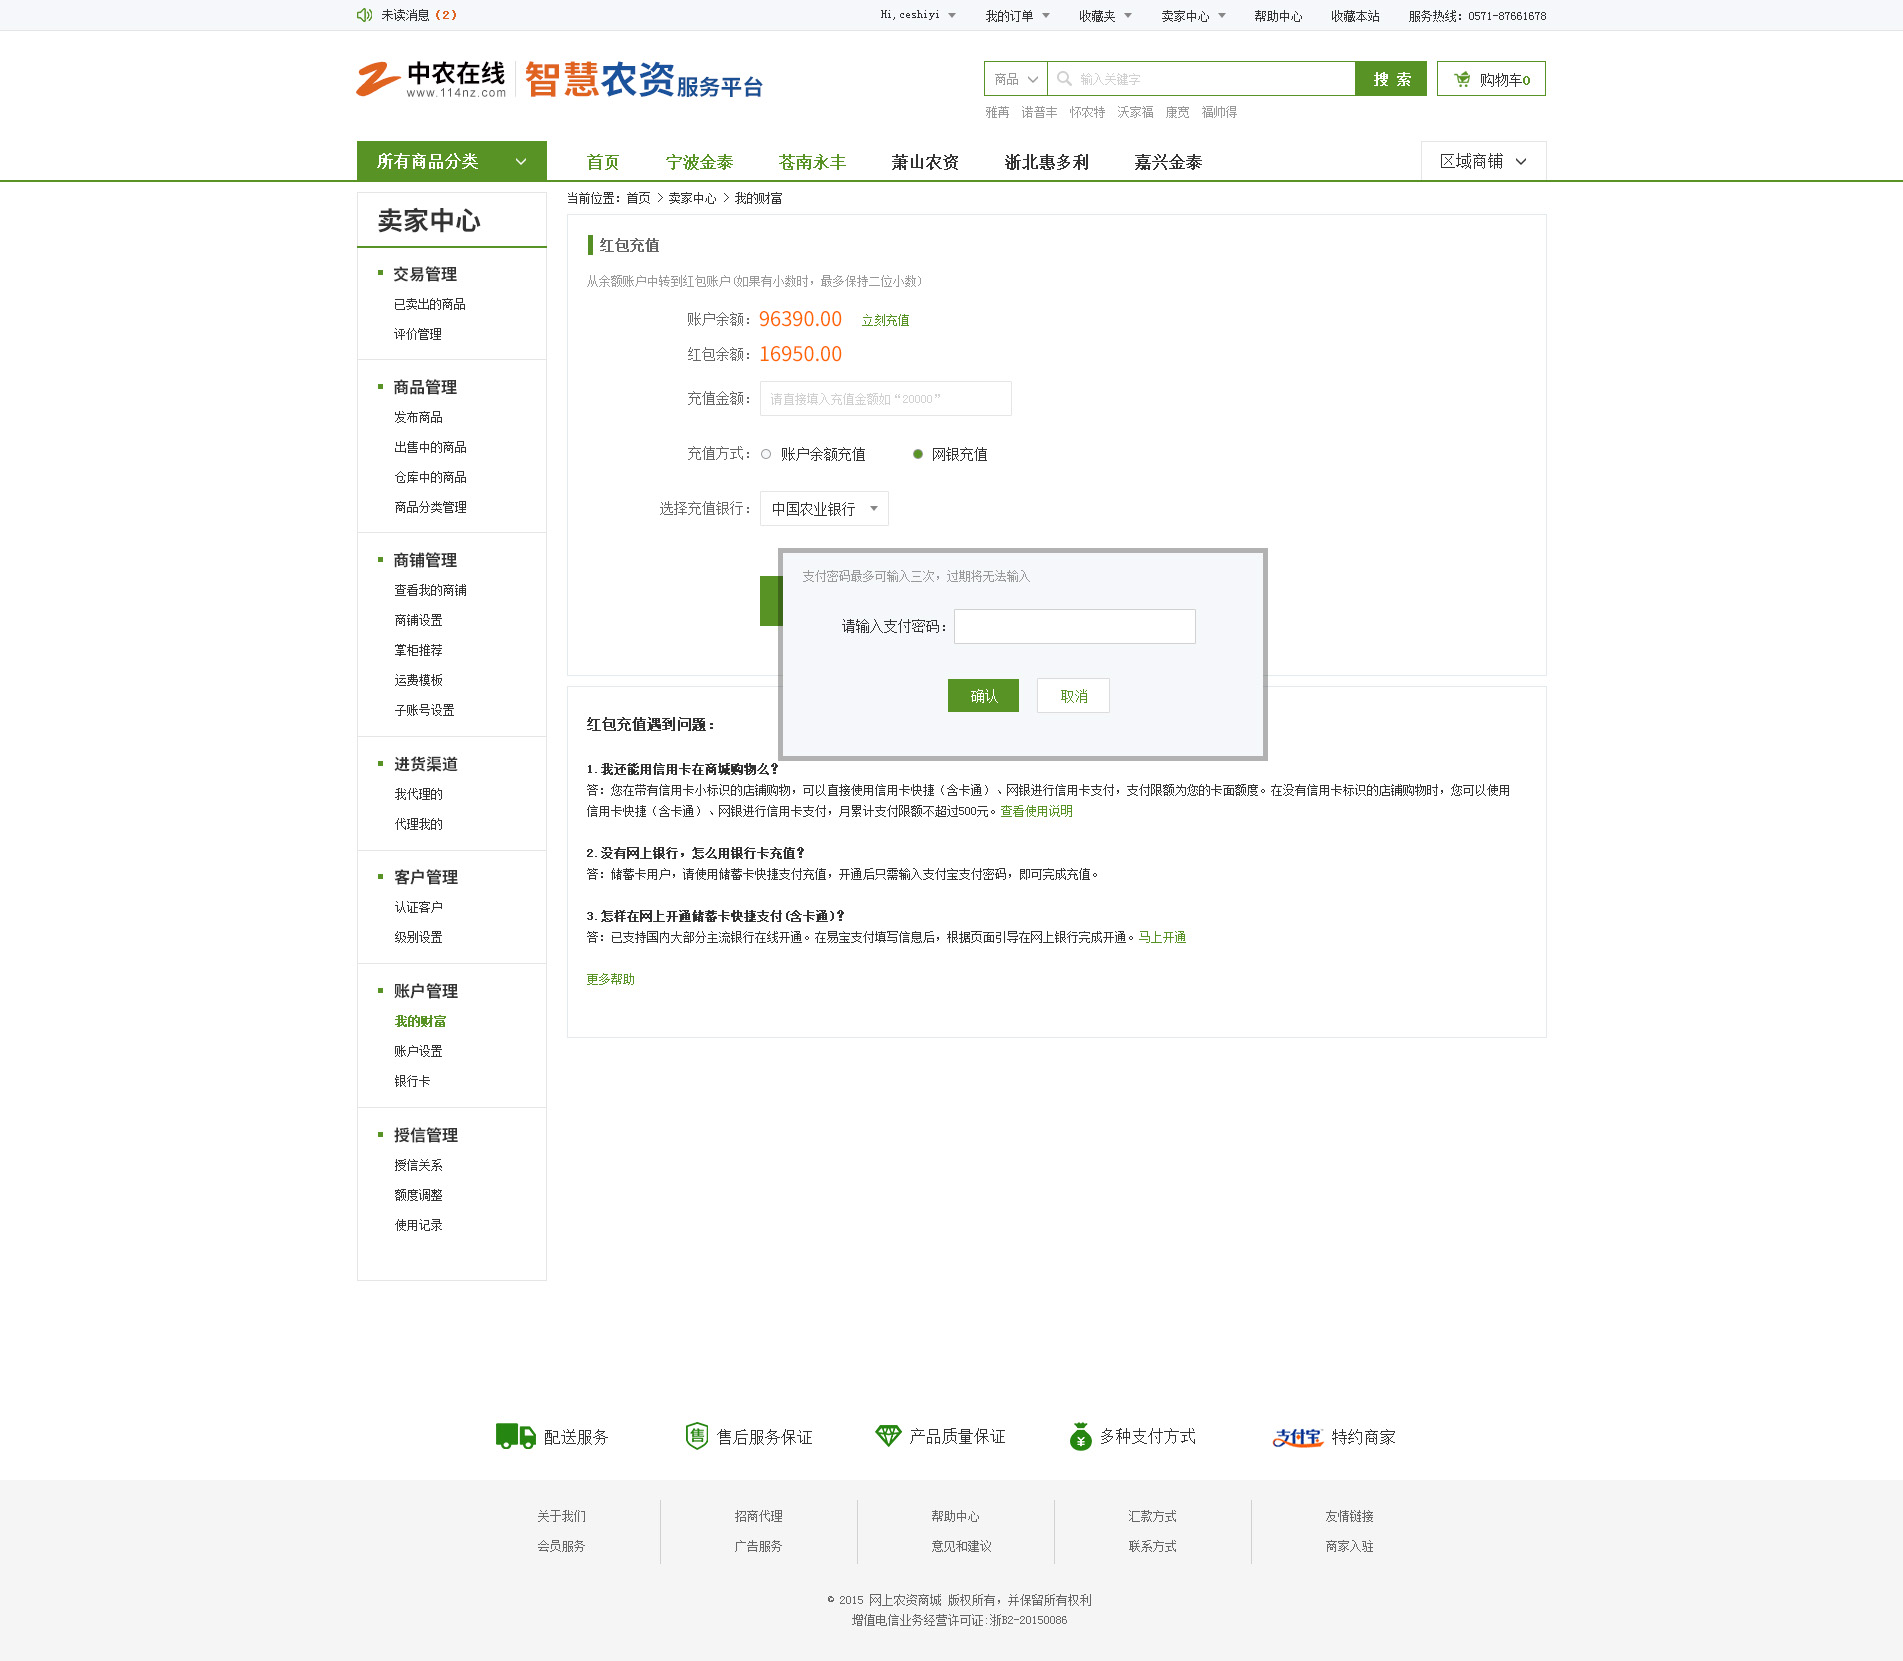 未读消息（2） Hi,ceshiyi 我的订单 收藏夹 卖家中心 帮助中心 收藏本站 服务热线：0571-87661678
中农在线 www.114nz.com 智慧农资服务平台
商品 输入关键字 搜 索 购物车0
雅苒 诺普丰 怀农特 沃家福 康宽 福帅得
所有商品分类 首页 宁波金泰 苍南永丰 萧山农资 浙北惠多利 嘉兴金泰 区域商铺
当前位置：首页 > 卖家中心 > 我的财富
卖家中心
交易管理
已卖出的商品
评价管理
商品管理
发布商品
出售中的商品
仓库中的商品
商品分类管理
商铺管理
查看我的商铺
商铺设置
掌柜推荐
运费模板
子账号设置
进货渠道
我代理的
代理我的
客户管理
认证客户
级别设置
账户管理
我的财富
账户设置
银行卡
授信管理
授信关系
额度调整
使用记录
红包充值
从余额账户中转到红包账户(如果有小数时，最多保持二位小数）
账户余额：96390.00 立刻充值
红包余额：16950.00
充值金额：请直接填入充值金额如“20000”
充值方式：账户余额充值 网银充值
选择充值银行：中国农业银行
支付密码最多可输入三次，过期将无法输入
请输入支付密码：
确认 取消
红包充值遇到问题：
1.我还能用信用卡在商城购物么？
答：您在带有信用卡小标识的店铺购物，可以直接使用信用卡快捷（含卡通）、网银进行信用卡支付，支付限额为您的卡面额度。在没有信用卡标识的店铺购物时，您可以使用
信用卡快捷（含卡通）、网银进行信用卡支付，月累计支付限额不超过500元。查看使用说明
2.没有网上银行，怎么用银行卡充值？
答：储蓄卡用户，请使用储蓄卡快捷支付充值，开通后只需输入支付宝支付密码，即可完成充值。
3.怎样在网上开通储蓄卡快捷支付(含卡通)？
答：已支持国内大部分主流银行在线开通。在易宝支付填写信息后，根据页面引导在网上银行完成开通。马上开通
更多帮助
配送服务 售 售后服务保证 产品质量保证 ¥ 多种支付方式 支付宝 特约商家
关于我们 招商代理 帮助中心 汇款方式 友情链接
会员服务 广告服务 意见和建议 联系方式 商家入驻
© 2015 网上农资商城 版权所有，并保留所有权利
增值电信业务经营许可证:浙B2-20150086